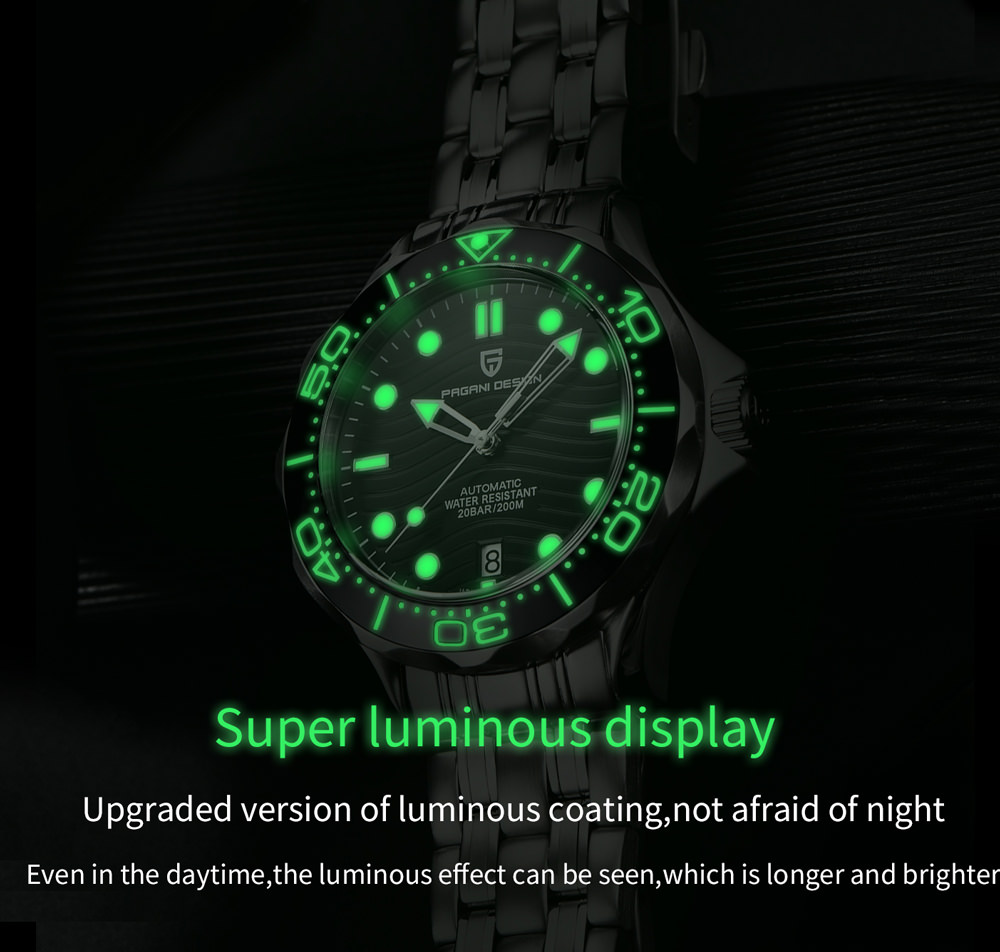 10
50
PAGANI DESIGN
AUTOMATIC
WATER RESISTANT
20BAR/200M
20
40
8
30
Super luminous display
Upgraded version of luminous coating,not afraid of night
Even in the daytime,the luminous effect can be seen,which is longer and brighter